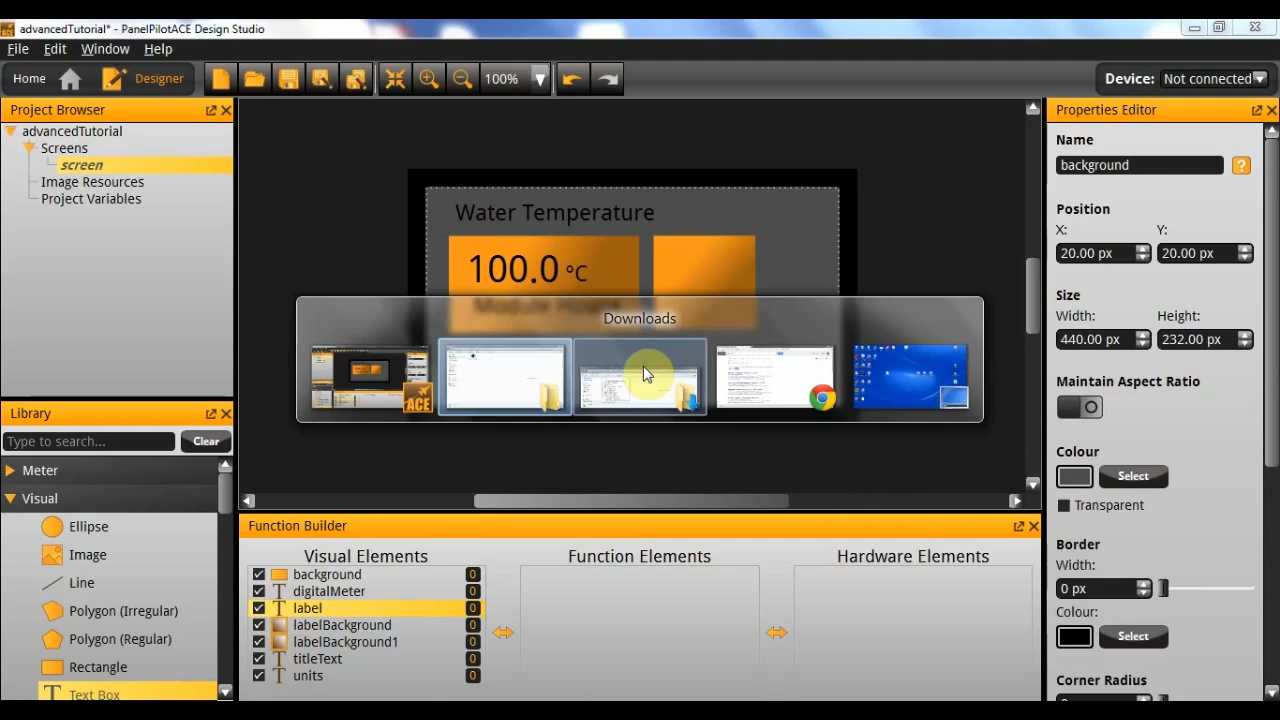 advancedTutorial* - PanelPilotACE Design Studio
File Edit Window Help
Home Designer 100% Device: Not connected
Project Browser
advancedTutorial
Screens
screen
Image Resources
Project Variables
Library
Type to search... Clear
Meter
Visual
Ellipse
Image
Line
Polygon (Irregular)
Polygon (Regular)
Rectangle
Text Box
Water Temperature
100.0 °C
Downloads
ACE
Function Builder
Visual Elements Function Elements Hardware Elements
background 0
digitalMeter 0
label 0
labelBackground 0
labelBackground1 0
titleText 0
units 0
Properties Editor
Name
background ?
Position
X: Y:
20.00 px 20.00 px
Size
Width: Height:
440.00 px 232.00 px
Maintain Aspect Ratio
Colour
Select
Transparent
Border
Width:
0 px
Colour:
Select
Corner Radius